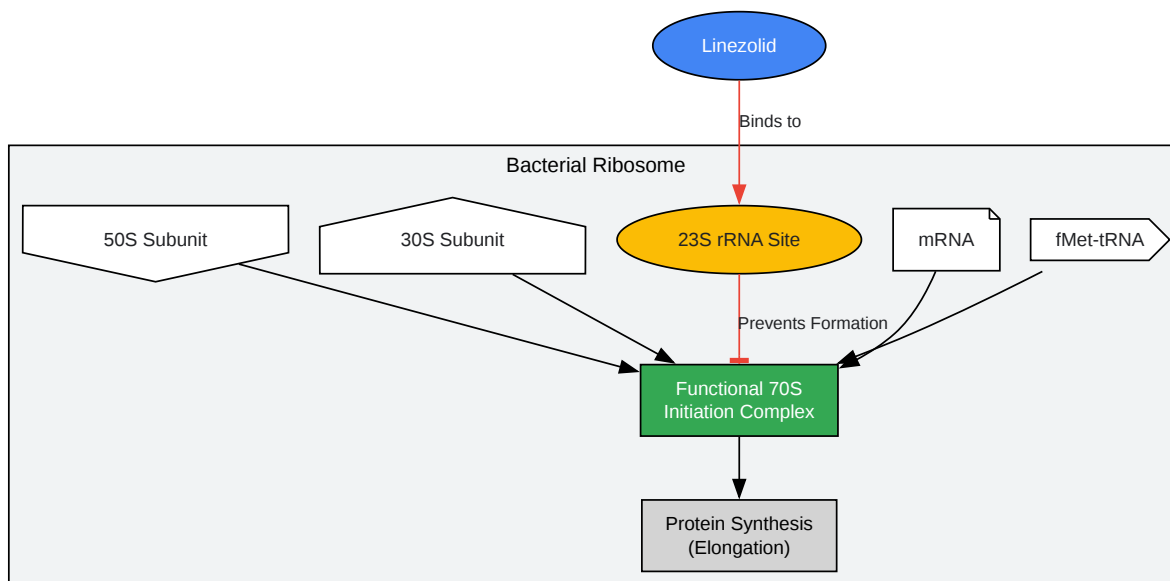 Linezolid
Binds to
Bacterial Ribosome
50S Subunit
30S Subunit
23S rRNA Site
mRNA
fMet-tRNA
Prevents Formation
Functional 70S
Initiation Complex
Protein Synthesis
(Elongation)